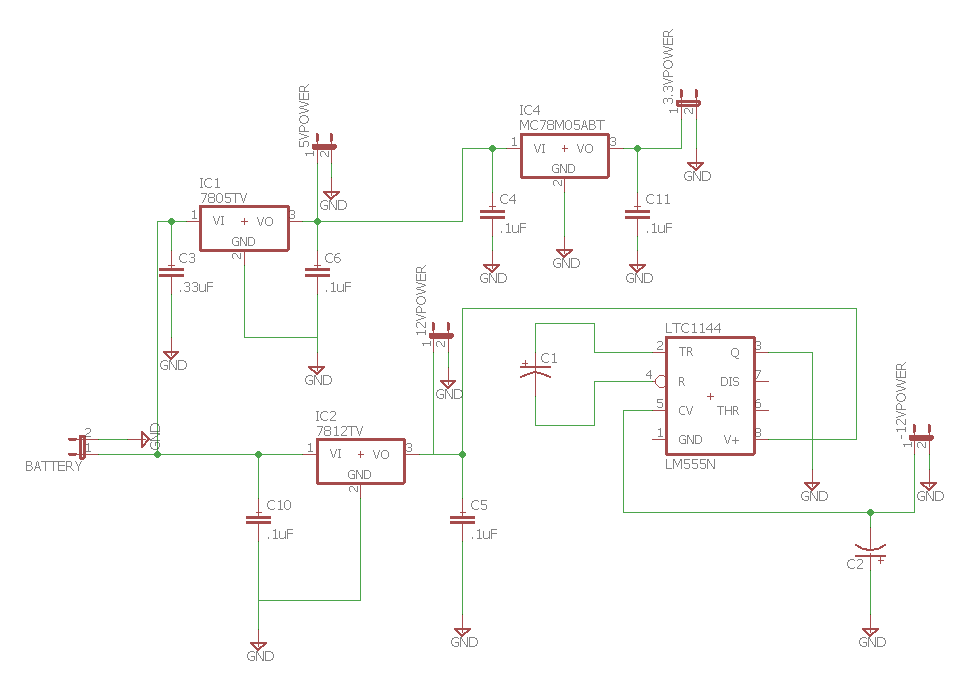 3.3VPOWER
1
2
GND
5VPOWER
1
2
GND
IC4
MC78M05ABT
1
VI
VO
3
GND
2
C4
.1uF
GND
GND
C11
.1uF
GND
IC1
7805TV
1
VI
VO
3
GND
2
C3
.33uF
GND
C6
.1uF
GND
12VPOWER
1
2
GND
LTC1144
2
TR
Q
3
4
R
DIS
7
5
CV
THR
6
1
GND
V+
8
LM555N
C1
GND
-12VPOWER
1
2
GND
BATTERY
2
1
GND
IC2
7812TV
1
VI
VO
3
GND
2
C10
.1uF
GND
C5
.1uF
GND
C2
GND